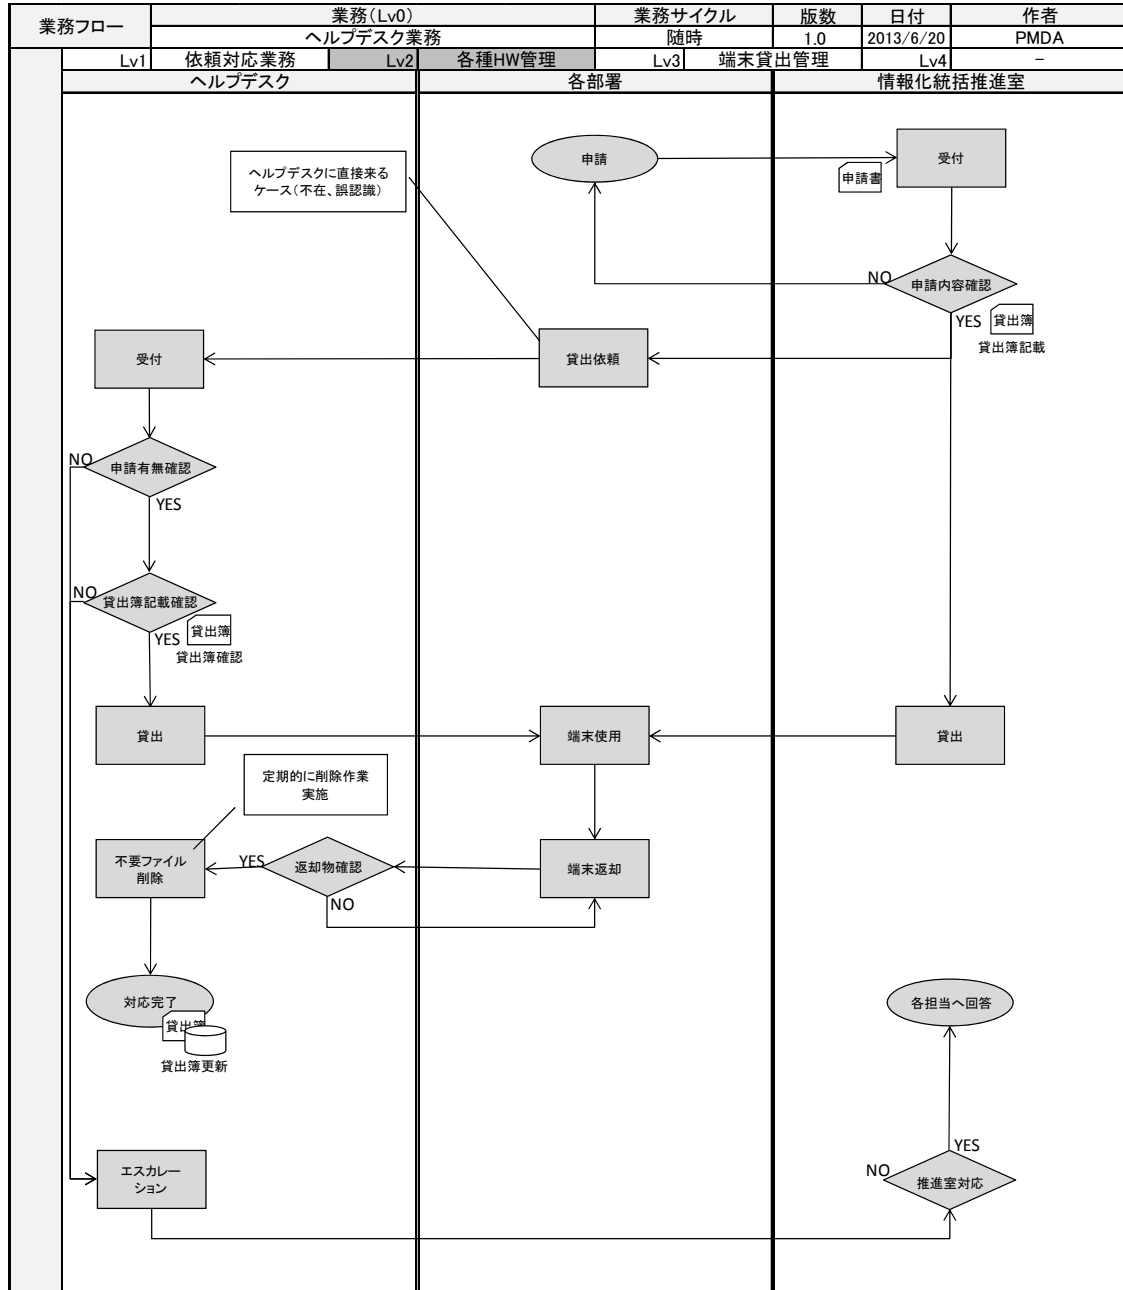 業務フロー
業務(Lv0)
業務サイクル
版数
日付
作者
ヘルプデスク業務
随時
1.0
2013/6/20
PMDA
Lv1
依頼対応業務
Lv2
各種HW管理
Lv3
端末貸出管理
Lv4
－
ヘルプデスク
各部署
情報化統括推進室
申請
受付
申請書
ヘルプデスクに直接来る
ケース(不在、誤認識)
NO
申請内容確認
YES
貸出簿
貸出簿記載
受付
貸出依頼
NO
申請有無確認
YES
NO
貸出簿記載確認
YES
貸出簿
貸出簿確認
貸出
端末使用
貸出
定期的に削除作業
実施
不要ファイル
削除
YES
返却物確認
NO
端末返却
対応完了
貸出簿
貸出簿更新
各担当へ回答
エスカレー
ション
YES
NO
推進室対応